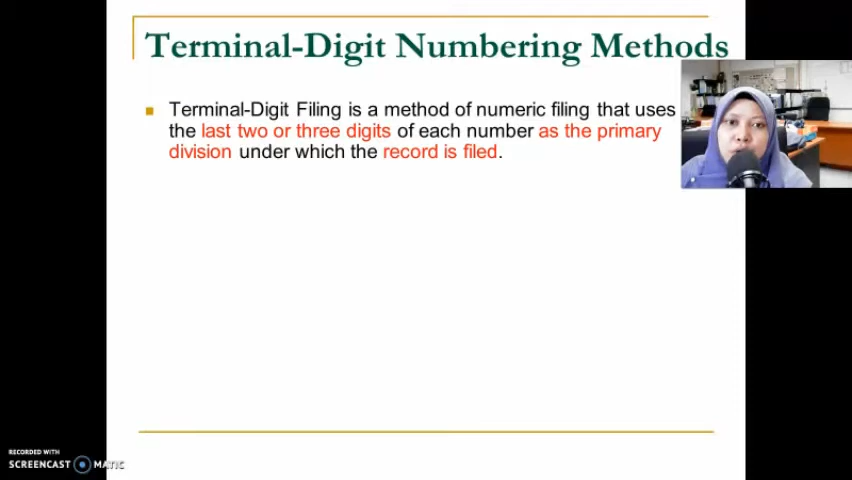 Terminal-Digit Numbering Methods
Terminal-Digit Filing is a method of numeric filing that uses
the last two or three digits of each number as the primary
division under which the record is filed.
RECORDED WITH
SCREENCAST MATIC